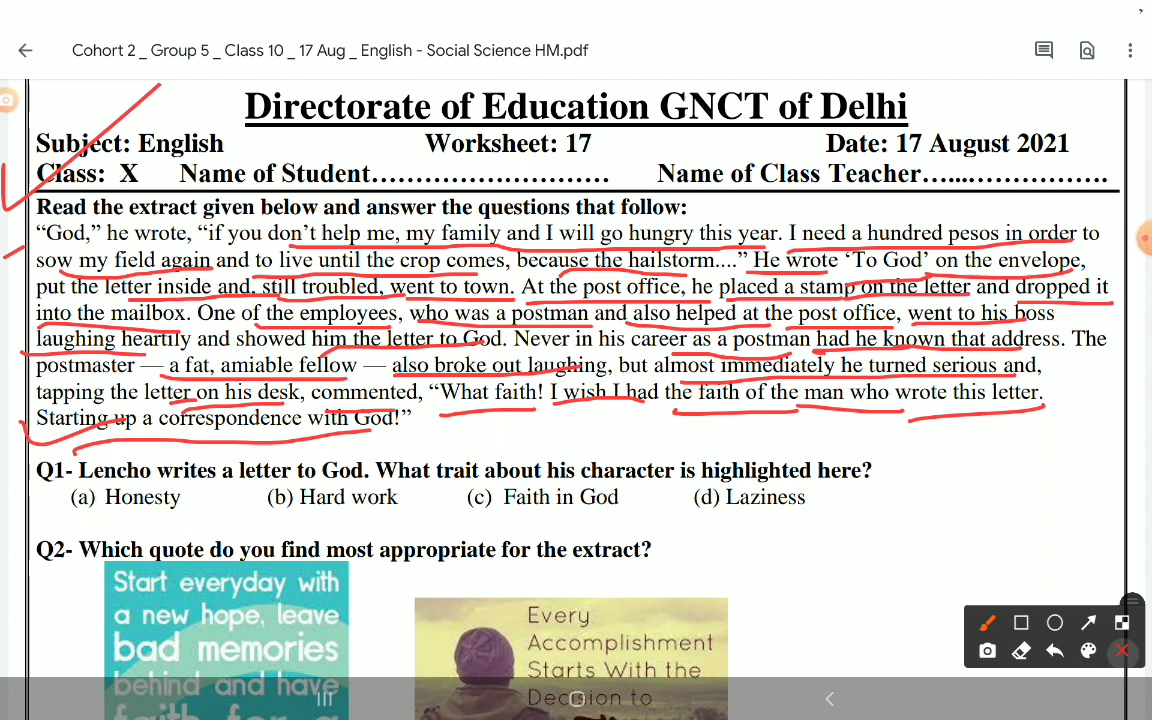 Cohort 2 _ Group 5 _ Class 10 _ 17 Aug _ English - Social Science HM.pdf
Directorate of Education GNCT of Delhi
Subject: English Worksheet: 17 Date: 17 August 2021
Class: X Name of Student………………………. Name of Class Teacher…...…………….
Read the extract given below and answer the questions that follow:
“God,” he wrote, “if you don’t help me, my family and I will go hungry this year. I need a hundred pesos in order to
sow my field again and to live until the crop comes, because the hailstorm....” He wrote ‘To God’ on the envelope,
put the letter inside and, still troubled, went to town. At the post office, he placed a stamp on the letter and dropped it
into the mailbox. One of the employees, who was a postman and also helped at the post office, went to his boss
laughing heartily and showed him the letter to God. Never in his career as a postman had he known that address. The
postmaster — a fat, amiable fellow — also broke out laughing, but almost immediately he turned serious and,
tapping the letter on his desk, commented, “What faith! I wish I had the faith of the man who wrote this letter.
Starting up a correspondence with God!”
Q1- Lencho writes a letter to God. What trait about his character is highlighted here?
(a) Honesty (b) Hard work (c) Faith in God (d) Laziness
Q2- Which quote do you find most appropriate for the extract?
Start everyday with
a new hope, leave
bad memories
behind and have
faith for a
Every
Accomplishment
Starts With the
Decision to